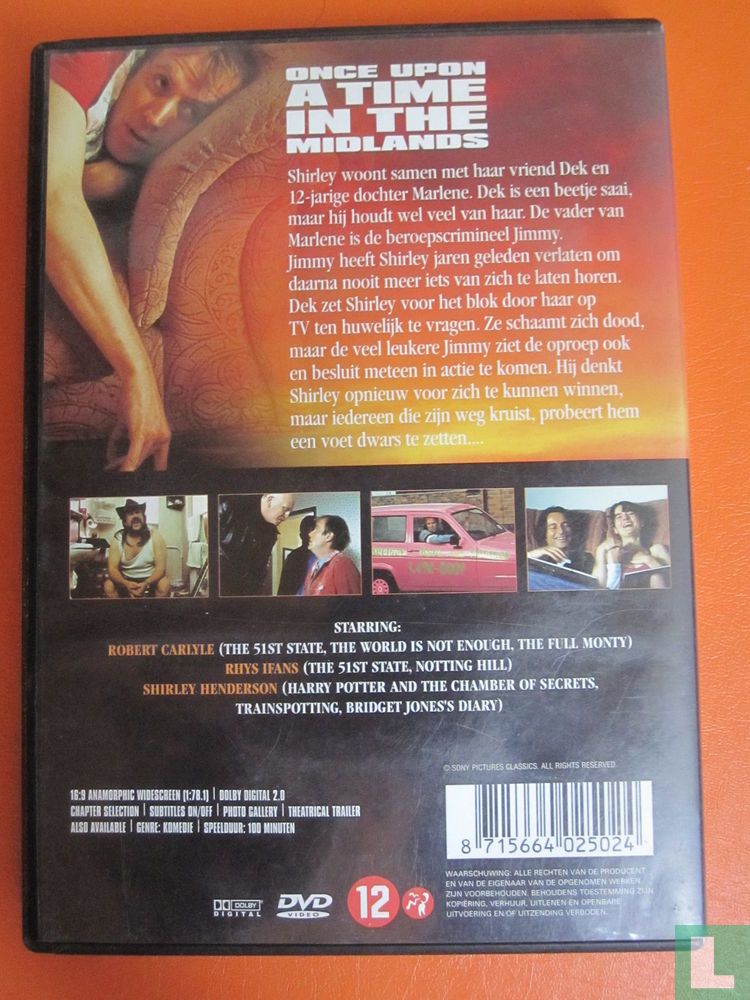 ONCE UPON
A TIME
IN THE
MIDLANDS
Shirley woont samen met haar vriend Dek en
12-jarige dochter Marlene. Dek is een beetje saai,
maar hij houdt wel veel van haar. De vader van
Marlene is de beroepscrimineel Jimmy.
Jimmy heeft Shirley jaren geleden verlaten om
daarna nooit meer iets van zich te laten horen.
Dek zet Shirley voor het blok door haar op
TV ten huwelijk te vragen. Ze schaamt zich dood,
maar de veel leukere Jimmy ziet de oproep ook
en besluit meteen in actie te komen. Hij denkt
Shirley opnieuw voor zich te kunnen winnen,
maar iedereen die zijn weg kruist, probeert hem
een voet dwars te zetten....
STARRING:
ROBERT CARLYLE (THE 51ST STATE, THE WORLD IS NOT ENOUGH, THE FULL MONTY)
RHYS IFANS (THE 51ST STATE, NOTTING HILL)
SHIRLEY HENDERSON (HARRY POTTER AND THE CHAMBER OF SECRETS,
TRAINSPOTTING, BRIDGET JONES'S DIARY)
© SONY PICTURES CLASSICS. ALL RIGHTS RESERVED.
16:9 ANAMORPHIC WIDESCREEN (1:78.1) | DOLBY DIGITAL 2.0
CHAPTER SELECTION | SUBTITLES ON/OFF | PHOTO GALLERY | THEATRICAL TRAILER
ALSO AVAILABLE | GENRE: KOMEDIE | SPEELDUUR: 100 MINUTEN
8 715664 025024
WAARSCHUWING: ALLE RECHTEN VAN DE PRODUCENT
EN VAN DE EIGENAAR VAN DE OPGENOMEN WERKEN
ZIJN VOORBEHOUDEN. BEHOUDENS TOESTEMMING ZIJN
KOPIËRING, VERHUUR, UITLENEN EN OPENBARE
UITVOERING EN/OF UITZENDING VERBODEN.
DOLBY
DIGITAL
DVD
VIDEO
12
L